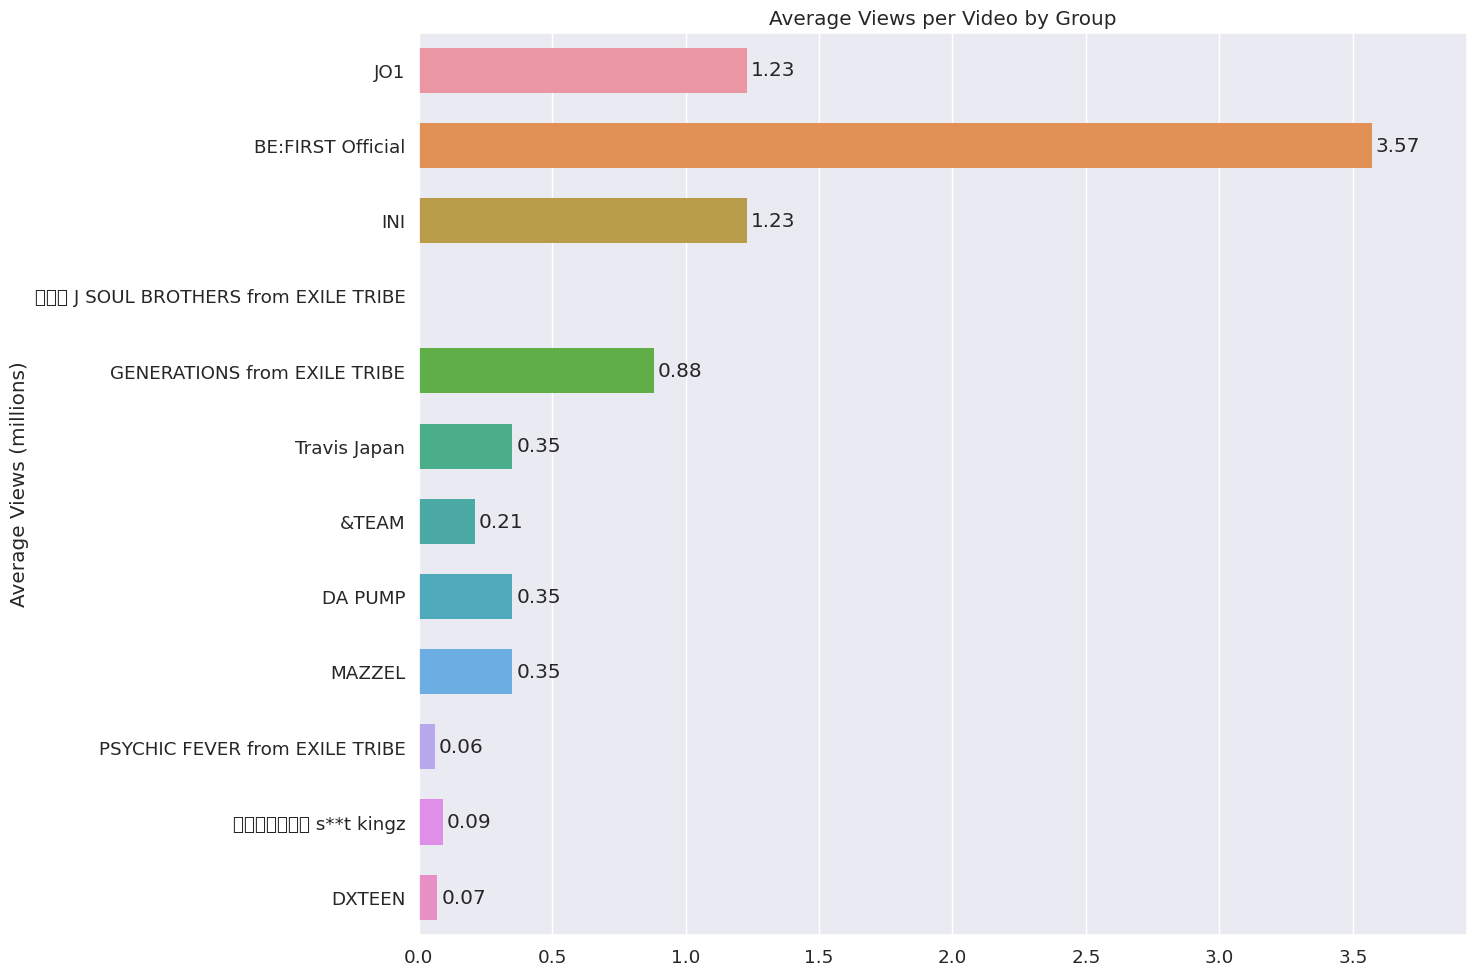 Average Views per Video by Group
JO1
1.23
BE:FIRST Official
3.57
INI
1.23
J SOUL BROTHERS from EXILE TRIBE
GENERATIONS from EXILE TRIBE
0.88
Travis Japan
0.35
&TEAM
0.21
DA PUMP
0.35
MAZZEL
0.35
PSYCHIC FEVER from EXILE TRIBE
0.06
s**t kingz
0.09
DXTEEN
0.07
Average Views (millions)
0.0 0.5 1.0 1.5 2.0 2.5 3.0 3.5